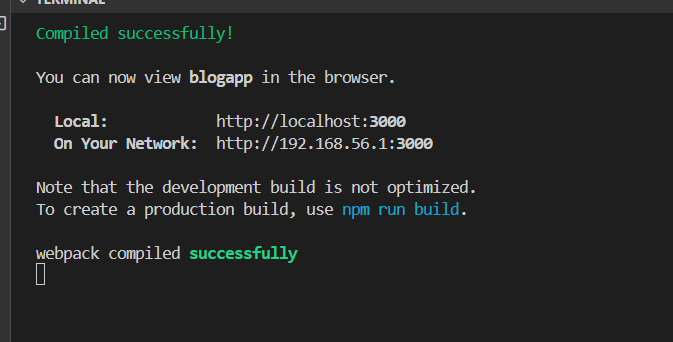 TERMINAL
Compiled successfully!
You can now view blogapp in the browser.
Local: http://localhost:3000
On Your Network: http://192.168.56.1:3000
Note that the development build is not optimized.
To create a production build, use npm run build.
webpack compiled successfully